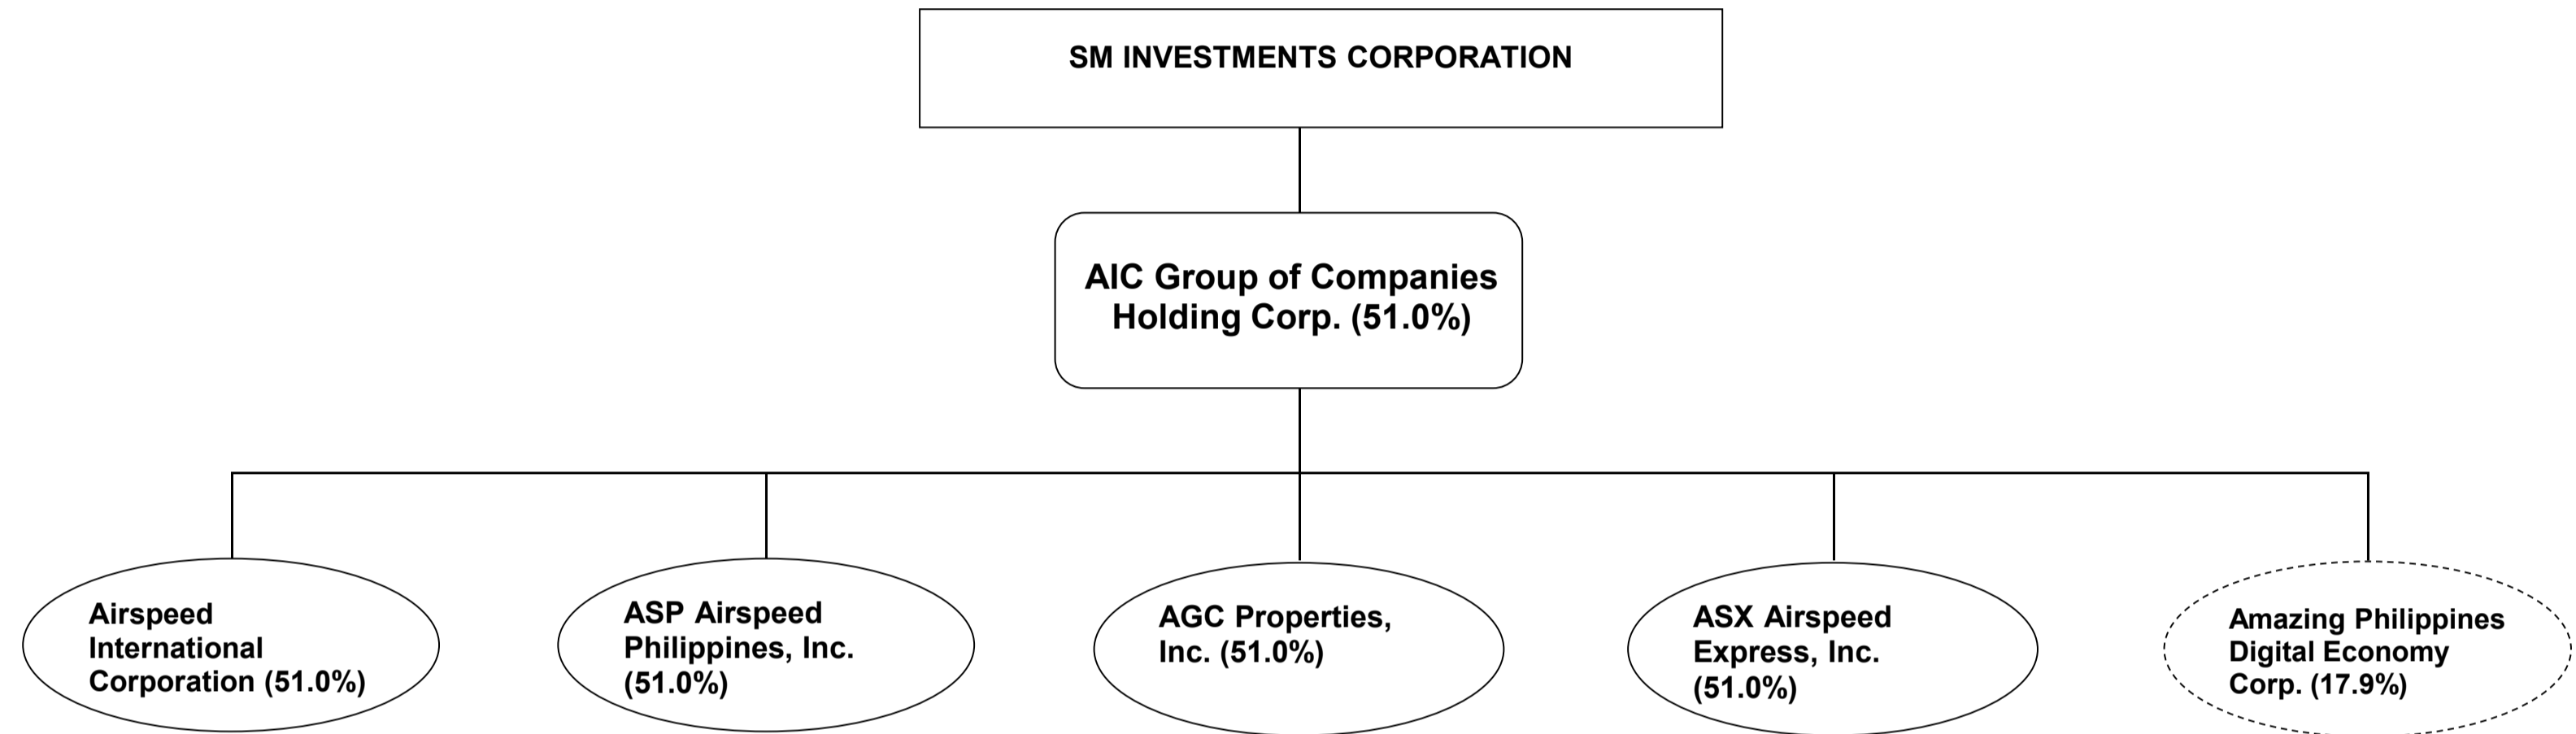 SM INVESTMENTS CORPORATION
AIC Group of Companies
Holding Corp. (51.0%)
Airspeed
International
Corporation (51.0%)
ASP Airspeed
Philippines, Inc.
(51.0%)
AGC Properties,
Inc. (51.0%)
ASX Airspeed
Express, Inc.
(51.0%)
Amazing Philippines
Digital Economy
Corp. (17.9%)